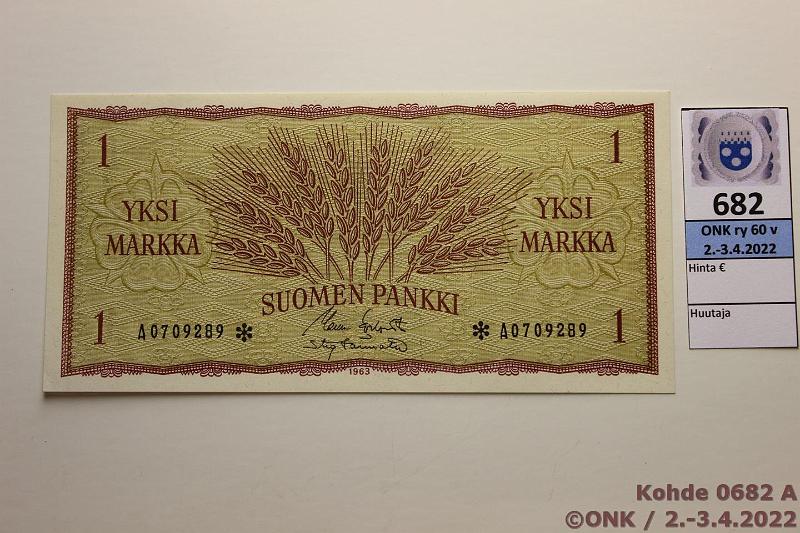 1 1
YKSI
MARKKA
YKSI
MARKKA
SUOMEN PANKKI
1 A0709289 * * A0709289 1
1963
682
ONK ry 60 v
2.-3.4.2022
Hinta €
Huutaja
Kohde 0682 A
©ONK / 2.-3.4.2022